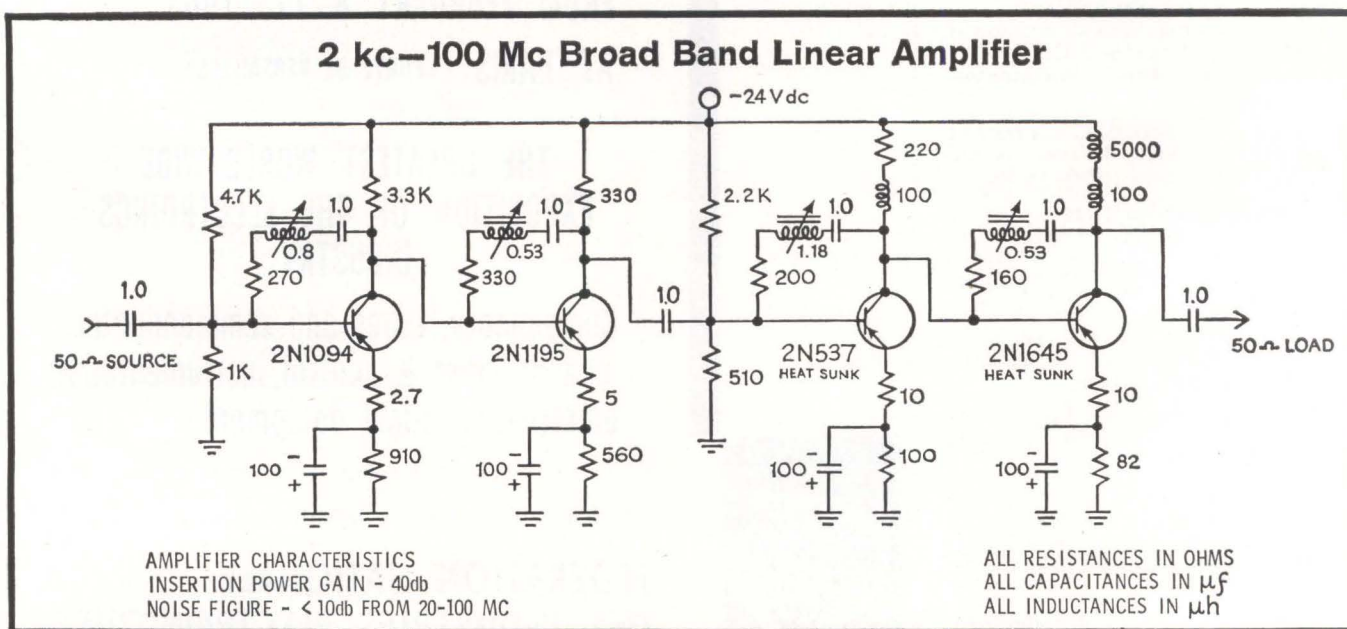 2 kc–100 Mc Broad Band Linear Amplifier
-24Vdc
4.7K
3.3K
330
2.2K
220
100
5000
100
1.0
0.8
270
1.0
0.53
330
1.0
1.18
200
1.0
0.53
160
1.0
50 Ω SOURCE
1K
2N1094
2N1195
1.0
510
2N537
HEAT SUNK
2N1645
HEAT SUNK
1.0
50 Ω LOAD
2.7
5
10
10
100 - +
910
100 - +
560
100 +
100
100 - +
82
AMPLIFIER CHARACTERISTICS
INSERTION POWER GAIN - 40db
NOISE FIGURE - < 10db FROM 20-100 MC
ALL RESISTANCES IN OHMS
ALL CAPACITANCES IN μf
ALL INDUCTANCES IN μh